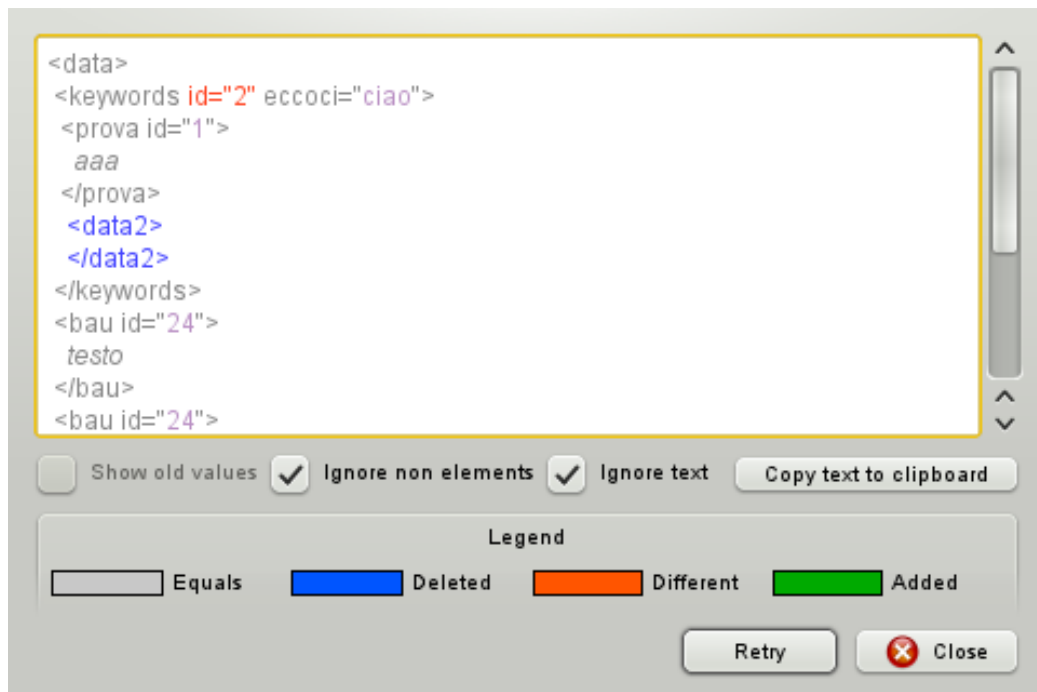 <data>
<keywords id="2" eccoci="ciao">
<prova id="1">
aaa
</prova>
<data2>
</data2>
</keywords>
<bau id="24">
testo
</bau>
<bau id="24">
Show old values Ignore non elements Ignore text Copy text to clipboard
Legend
Equals Deleted Different Added
Retry Close